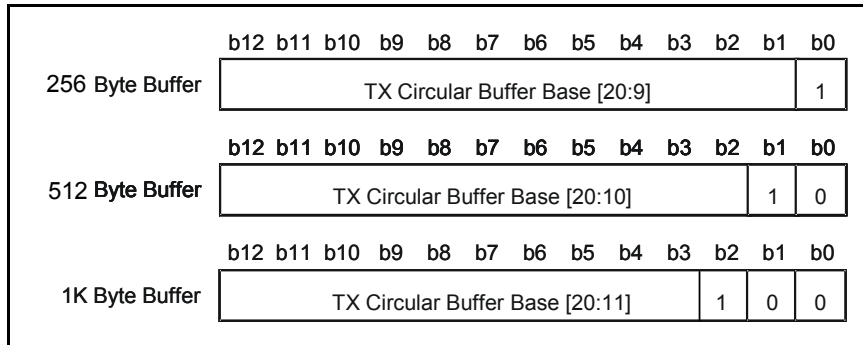 b12 b11 b10 b9 b8 b7 b6 b5 b4 b3 b2 b1 b0
256 Byte Buffer TX Circular Buffer Base [20:9] 1
b12 b11 b10 b9 b8 b7 b6 b5 b4 b3 b2 b1 b0
512 Byte Buffer TX Circular Buffer Base [20:10] 1 0
b12 b11 b10 b9 b8 b7 b6 b5 b4 b3 b2 b1 b0
1K Byte Buffer TX Circular Buffer Base [20:11] 1 0 0